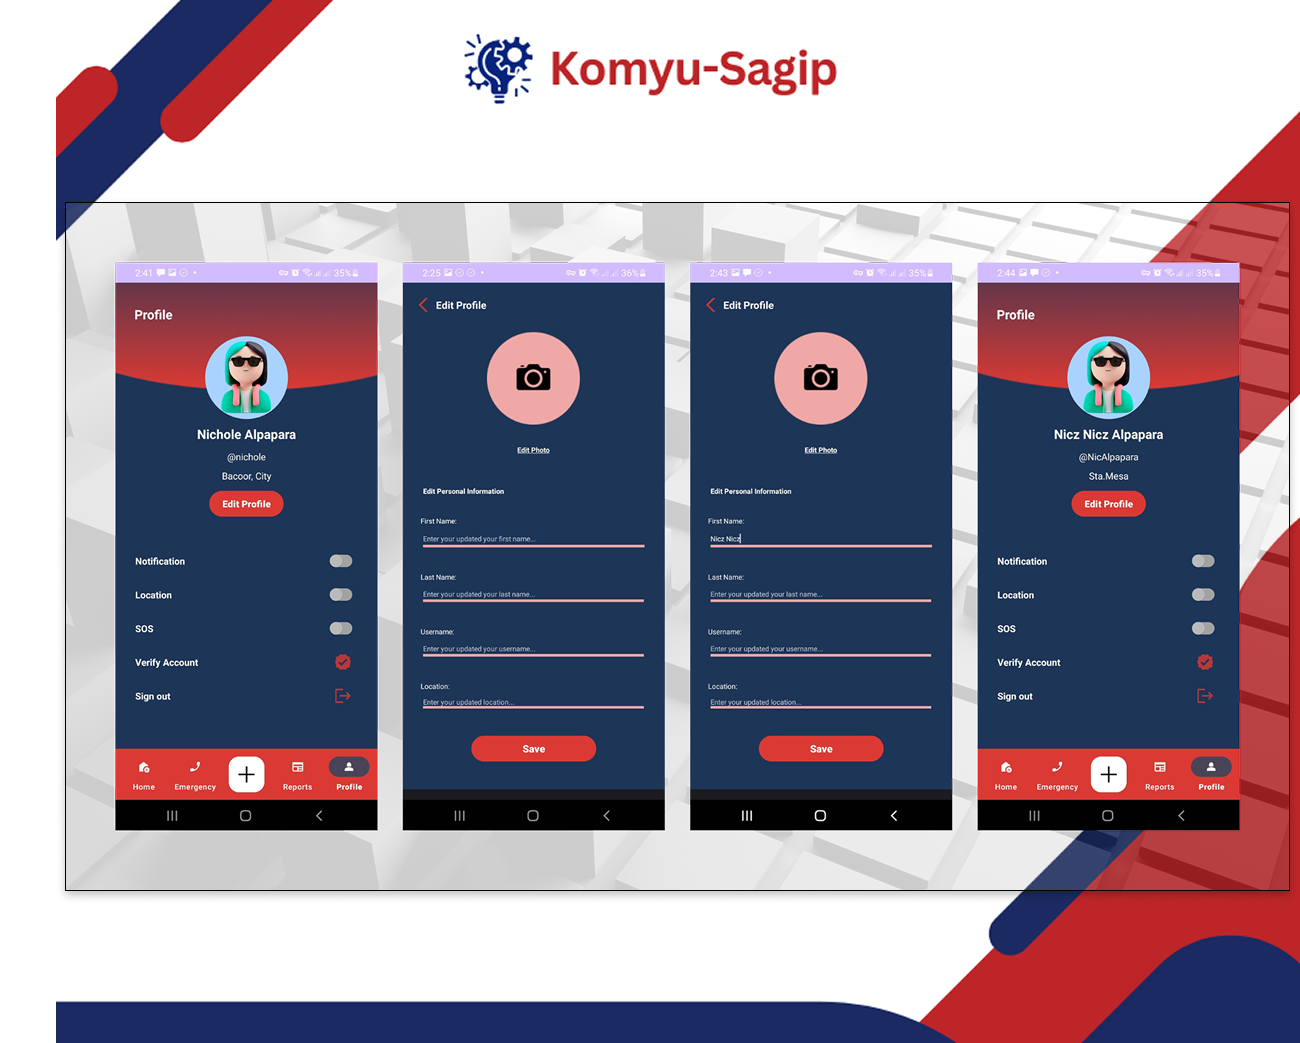 Komyu-Sagip
2:41
35%
Profile
Nichole Alpapara
@nichole
Bacoor, City
Edit Profile
Notification
Location
SOS
Verify Account
Sign out
Home
Emergency
Reports
Profile
2:25
36%
Edit Profile
Edit Photo
Edit Personal Information
First Name:
Enter your updated your first name...
Last Name:
Enter your updated your last name...
Username:
Enter your updated your username...
Location:
Enter your updated location...
Save
2:43
35%
Edit Profile
Edit Photo
Edit Personal Information
First Name:
Nicz Nicz
Last Name:
Enter your updated your last name...
Username:
Enter your updated your username...
Location:
Enter your updated location...
Save
2:44
35%
Profile
Nicz Nicz Alpapara
@NicAlpapara
Sta.Mesa
Edit Profile
Notification
Location
SOS
Verify Account
Sign out
Home
Emergency
Reports
Profile